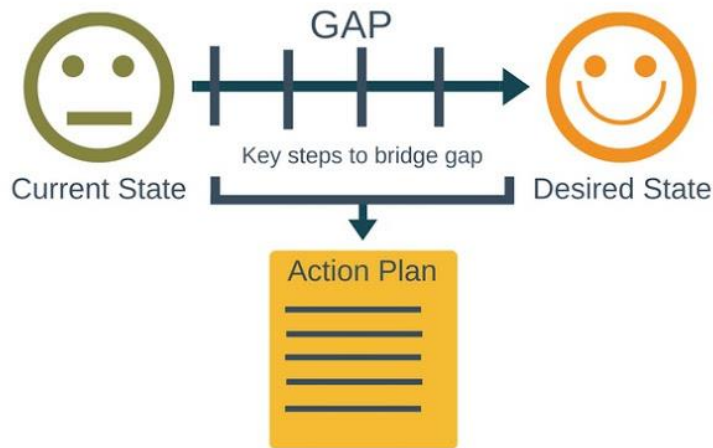 GAP
Key steps to bridge gap
Current State
Desired State
Action Plan